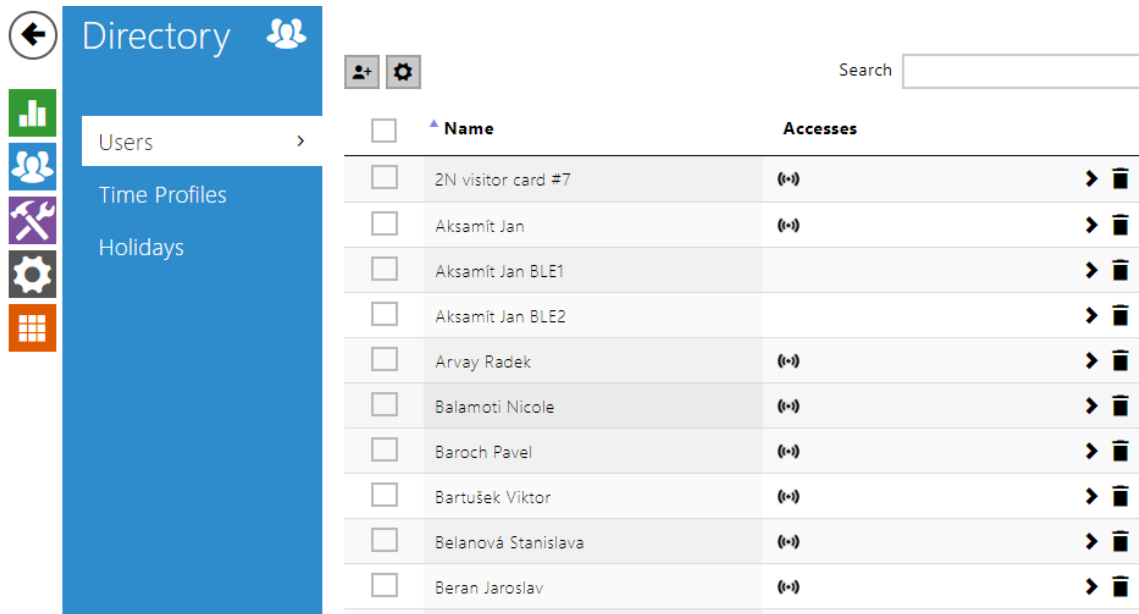 Directory
Users
Time Profiles
Holidays
Search
Name Accesses
2N visitor card #7
Aksamít Jan
Aksamít Jan BLE1
Aksamít Jan BLE2
Arvay Radek
Balamoti Nicole
Baroch Pavel
Bartušek Viktor
Belanová Stanislava
Beran Jaroslav